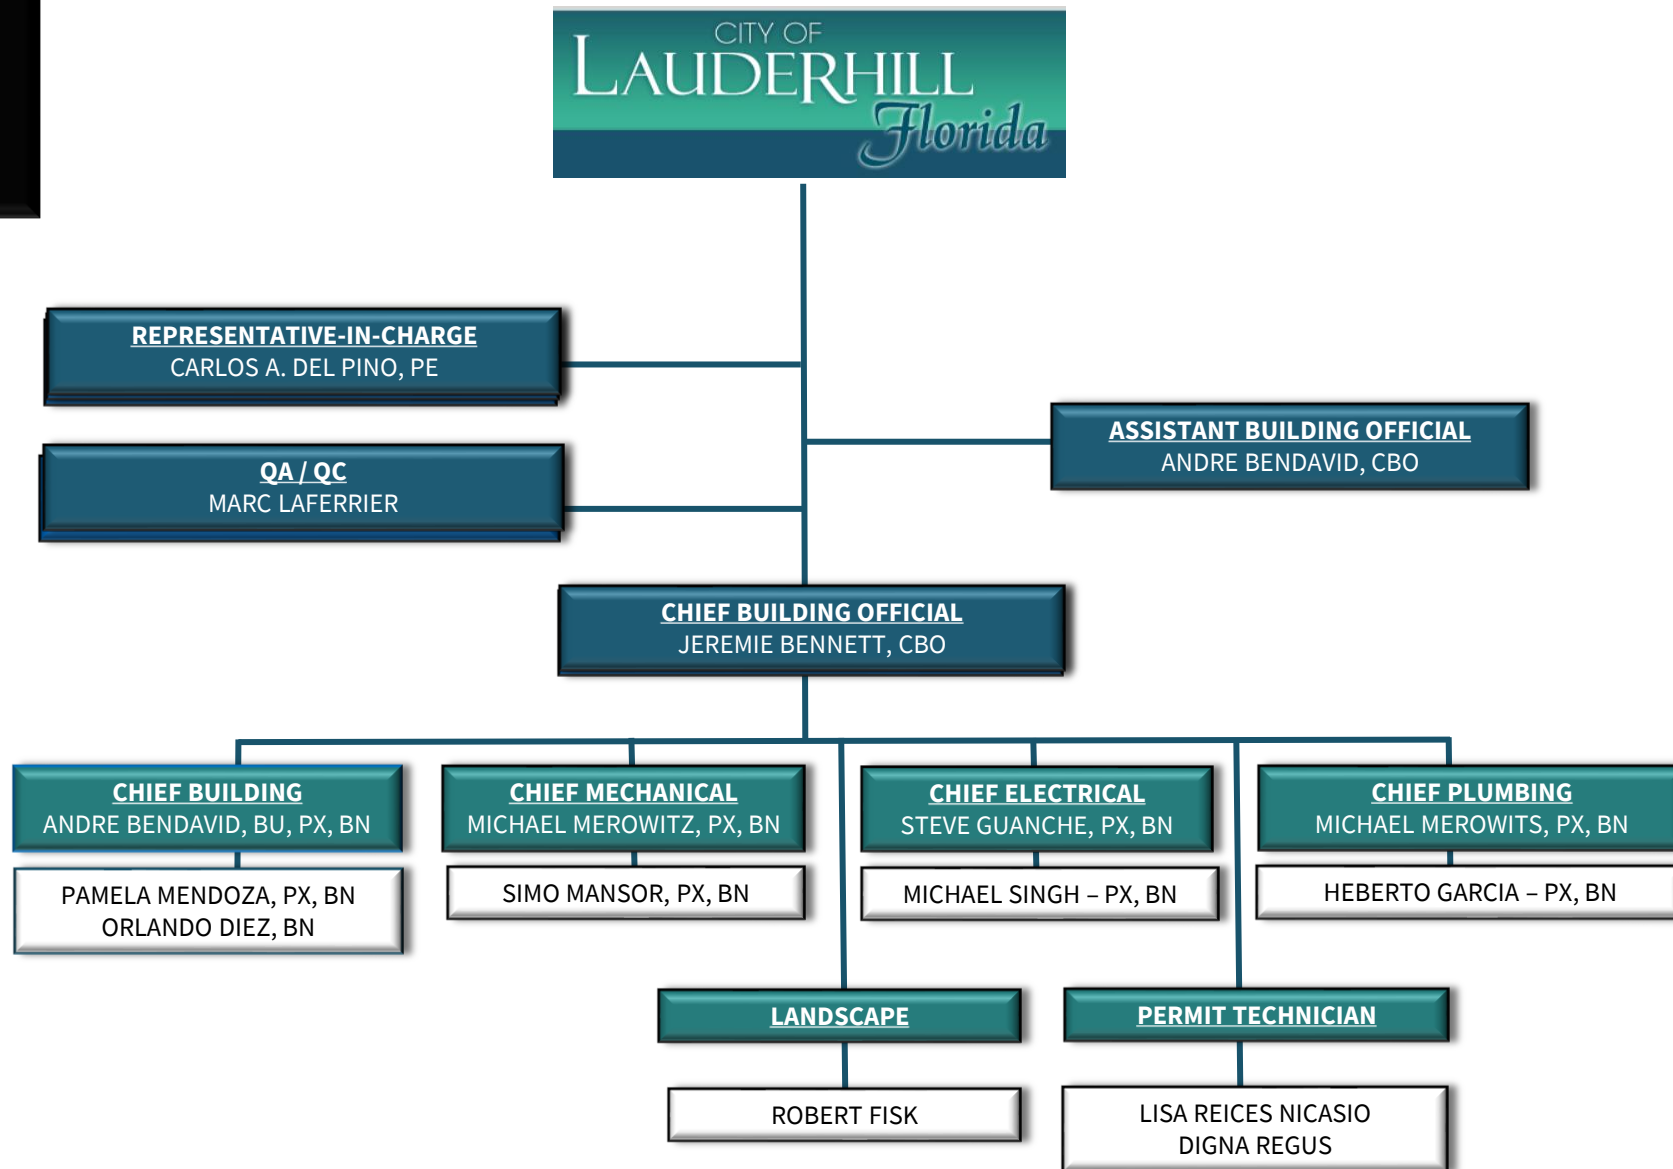 CITY OF
LAUDERHILL
Florida
REPRESENTATIVE-IN-CHARGE
CARLOS A. DEL PINO, PE
ASSISTANT BUILDING OFFICIAL
ANDRE BENDAVID, CBO
QA / QC
MARC LAFERRIER
CHIEF BUILDING OFFICIAL
JEREMIE BENNETT, CBO
CHIEF BUILDING
ANDRE BENDAVID, BU, PX, BN
PAMELA MENDOZA, PX, BN
ORLANDO DIEZ, BN
CHIEF MECHANICAL
MICHAEL MEROWITZ, PX, BN
SIMO MANSOR, PX, BN
CHIEF ELECTRICAL
STEVE GUANCHE, PX, BN
MICHAEL SINGH – PX, BN
CHIEF PLUMBING
MICHAEL MEROWITS, PX, BN
HEBERTO GARCIA – PX, BN
LANDSCAPE
ROBERT FISK
PERMIT TECHNICIAN
LISA REICES NICASIO
DIGNA REGUS